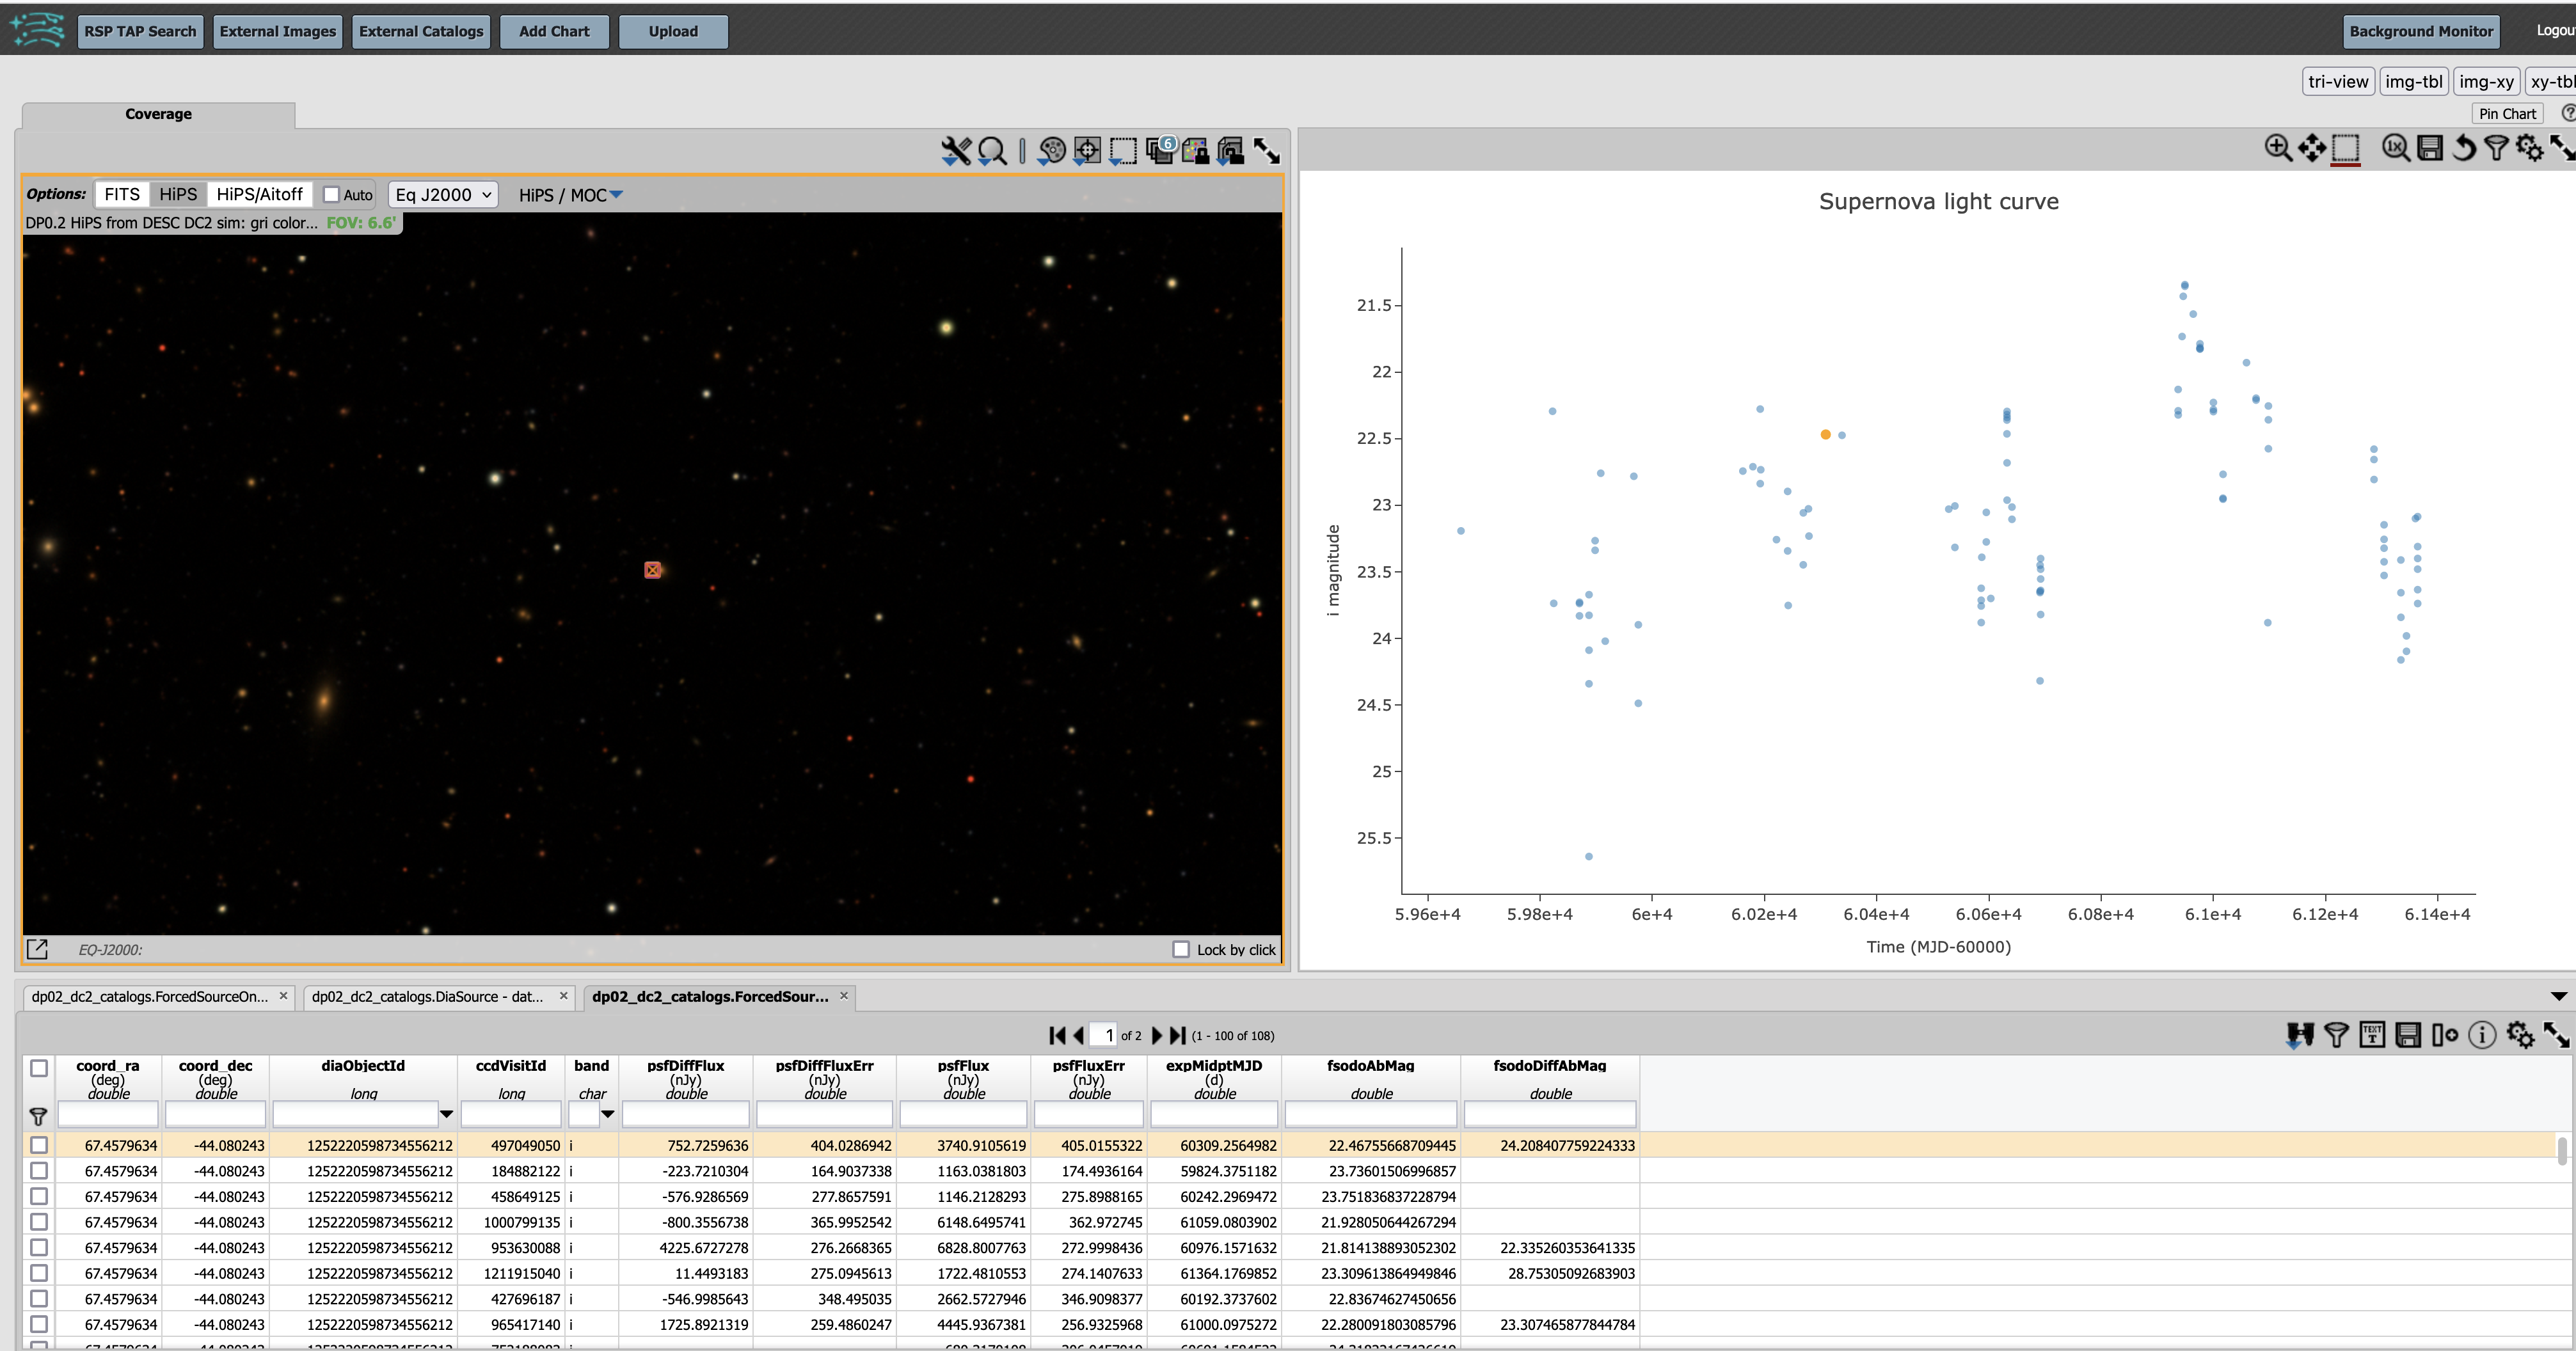 RSP TAP Search External Images External Catalogs Add Chart Upload Background Monitor
tri-view img-tbl img-xy
Coverage
Pin Chart
6 1x
Options: FITS HiPS HiPS/Aitoff Auto Eq J2000 HiPS / MOC
DP0.2 HiPS from DESC DC2 sim: gri color... FOV: 6.6'
EQ-J2000: Lock by click
Supernova light curve
21.5
22
22.5
23
23.5
24
24.5
25
25.5
i magnitude
5.96e+4 5.98e+4 6e+4 6.02e+4 6.04e+4 6.06e+4 6.08e+4 6.1e+4 6.12e+4 6.14e+4
Time (MJD-60000)
dp02_dc2_catalogs.ForcedSourceOn... × dp02_dc2_catalogs.DiaSource - dat... × dp02_dc2_catalogs.ForcedSour... ×
1 of 2 (1 - 100 of 108) TEXT T
coord_ra coord_dec diaObjectId ccdVisitId band psfDiffFlux psfDiffFluxErr psfFlux psfFluxErr expMidptMJD fsodoAbMag fsodoDiffAbMag
(deg) (deg) (nJy) (nJy) (nJy) (nJy) (d)
double double long long char double double double double double double double
67.4579634 -44.080243 1252220598734556212 497049050 i 752.7259636 404.0286942 3740.9105619 405.0155322 60309.2564982 22.46755668709445 24.208407759224333
67.4579634 -44.080243 1252220598734556212 184882122 i -223.7210304 164.9037338 1163.0381803 174.4936164 59824.3751182 23.73601506996857
67.4579634 -44.080243 1252220598734556212 458649125 i -576.9286569 277.8657591 1146.2128293 275.8988165 60242.2969472 23.751836837228794
67.4579634 -44.080243 1252220598734556212 1000799135 i -800.3556738 365.9952542 6148.6495741 362.972745 61059.0803902 21.928050644267294
67.4579634 -44.080243 1252220598734556212 953630088 i 4225.6727278 276.2668365 6828.8007763 272.9998436 60976.1571632 21.814138893052302 22.335260353641335
67.4579634 -44.080243 1252220598734556212 1211915040 i 11.4493183 275.0945613 1722.4810553 274.1407633 61364.1769852 23.309613864949846 28.75305092683903
67.4579634 -44.080243 1252220598734556212 427696187 i -546.9985643 348.495035 2662.5727946 346.9098377 60192.3737602 22.83674627450656
67.4579634 -44.080243 1252220598734556212 965417140 i 1725.8921319 259.4860247 4445.9367381 256.9325968 61000.0975272 22.280091803085796 23.307465877844784